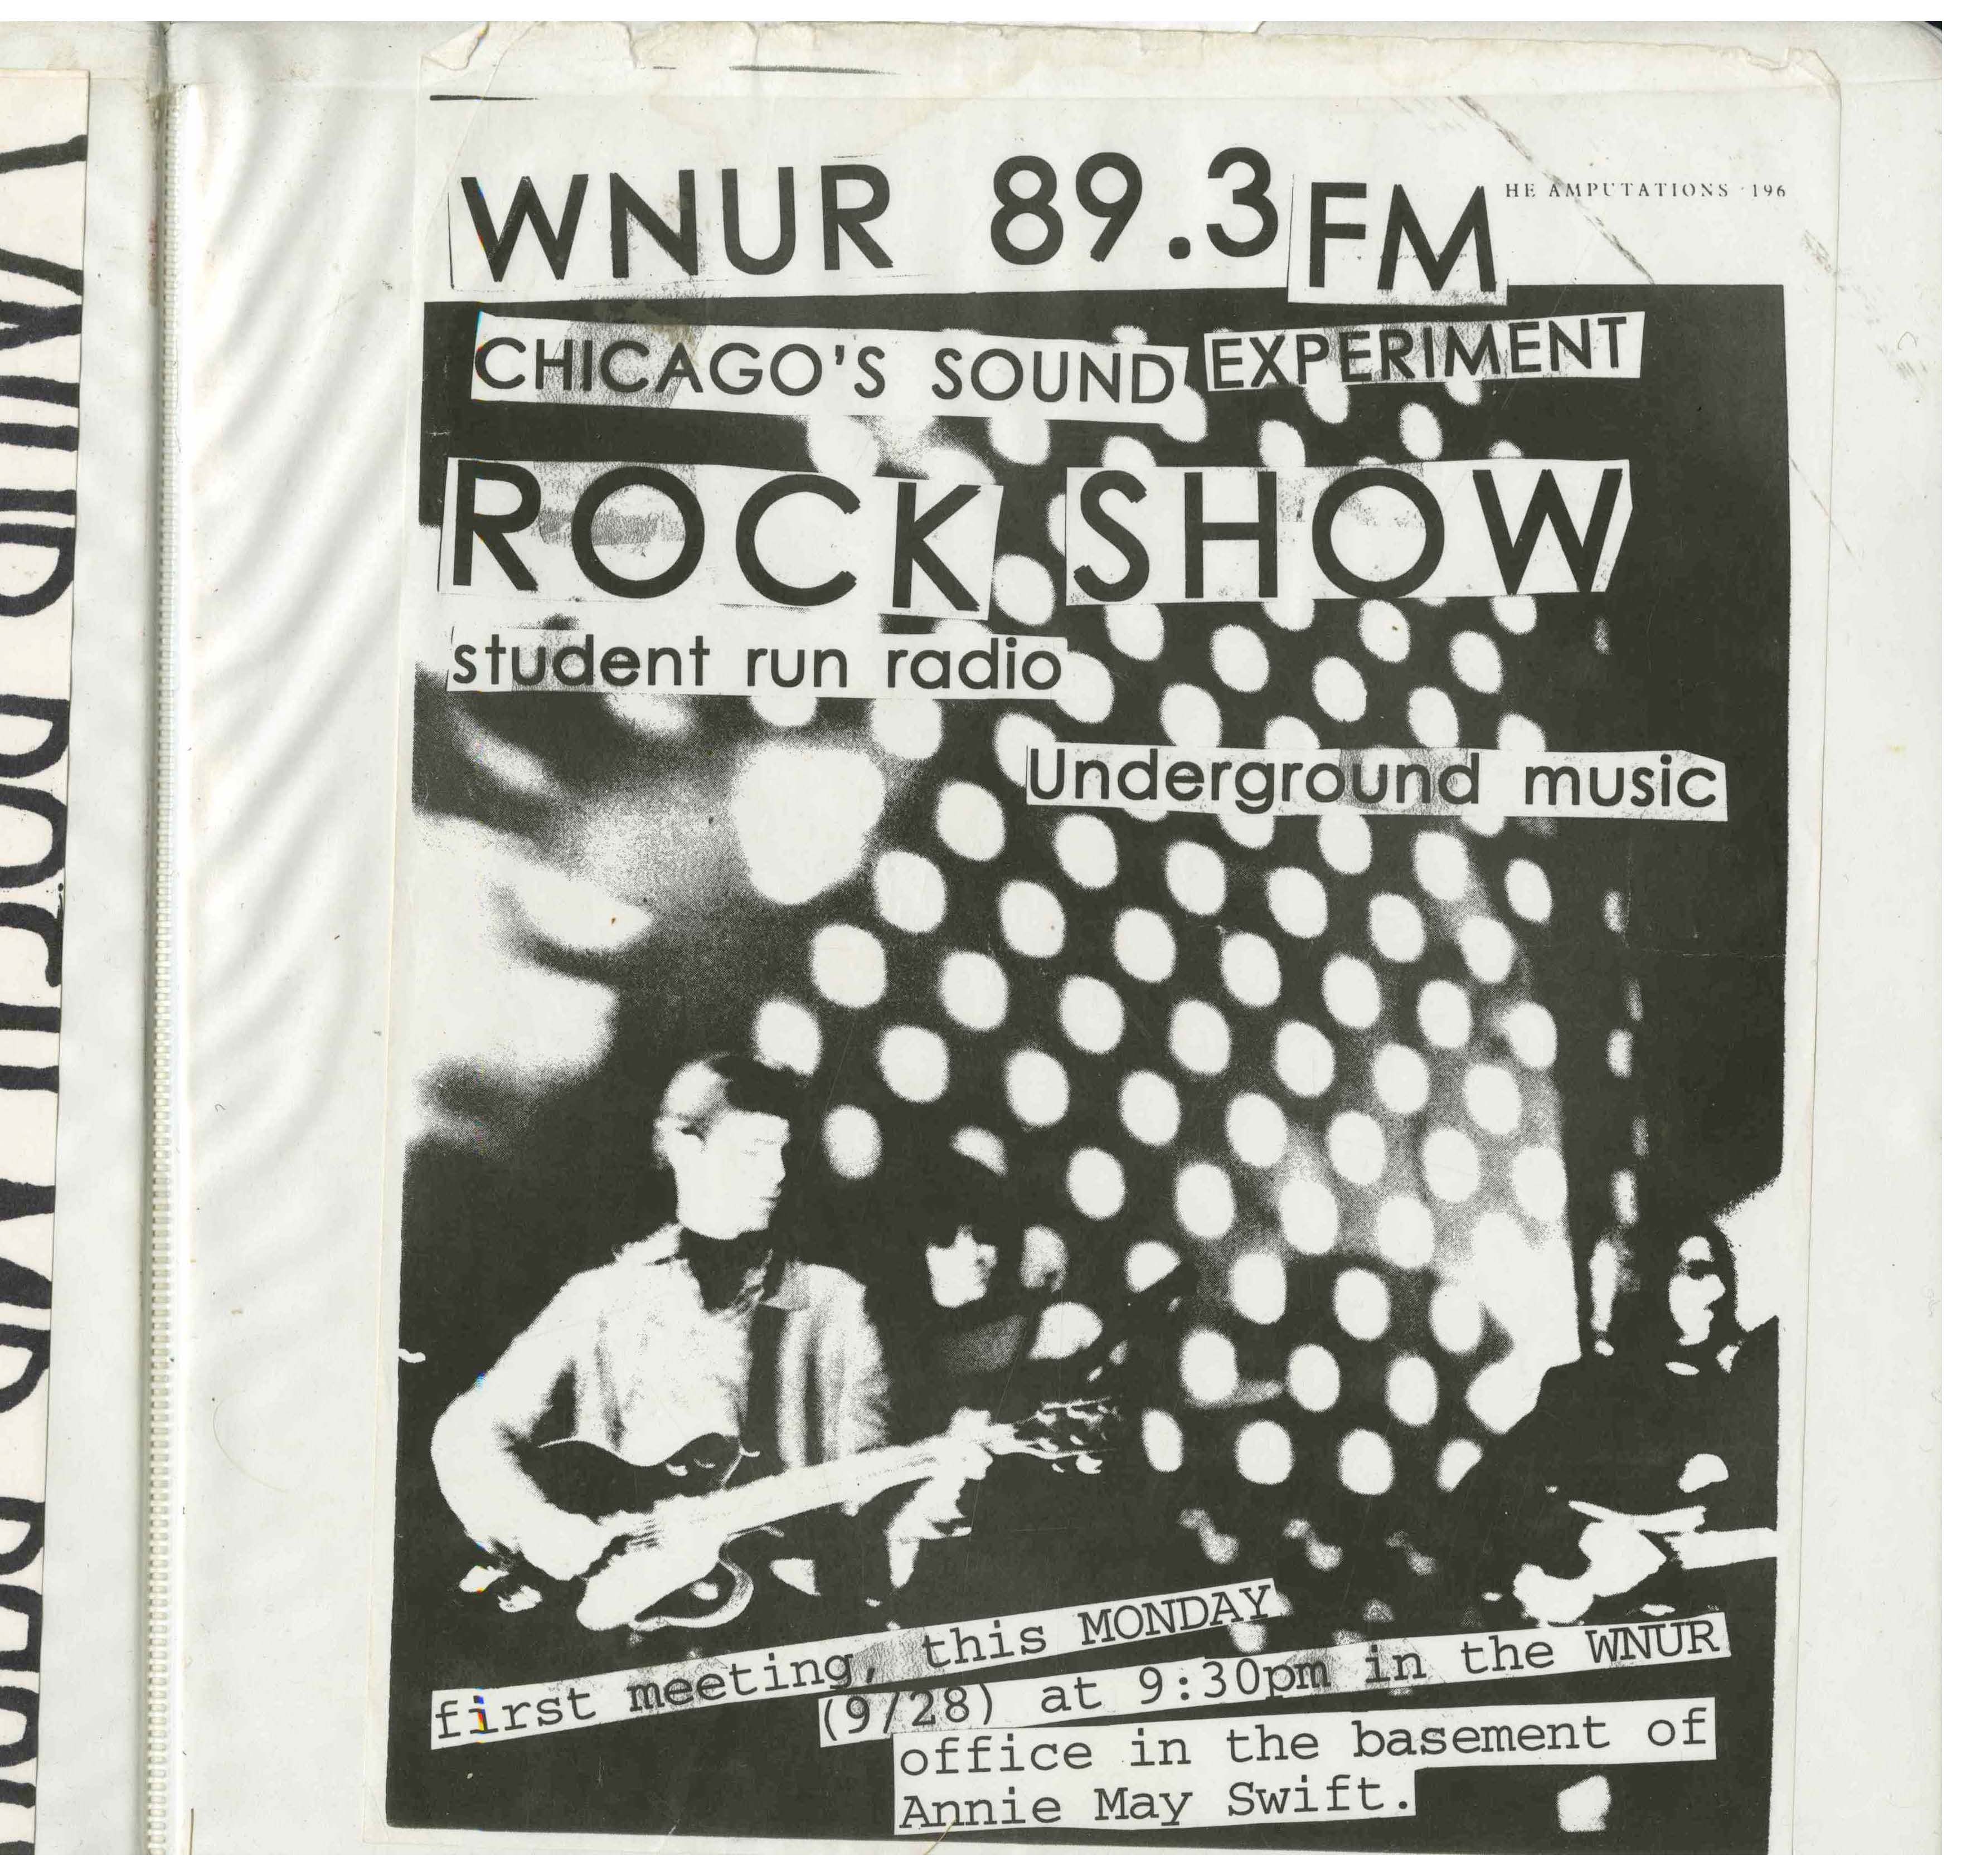 WNUR 89.3 FM
HE AMPUTATIONS · 196
CHICAGO'S SOUND EXPERIMENT
ROCK SHOW
student run radio
Underground music
first meeting, this MONDAY
(9/28) at 9:30pm in the WNUR
office in the basement of
Annie May Swift.